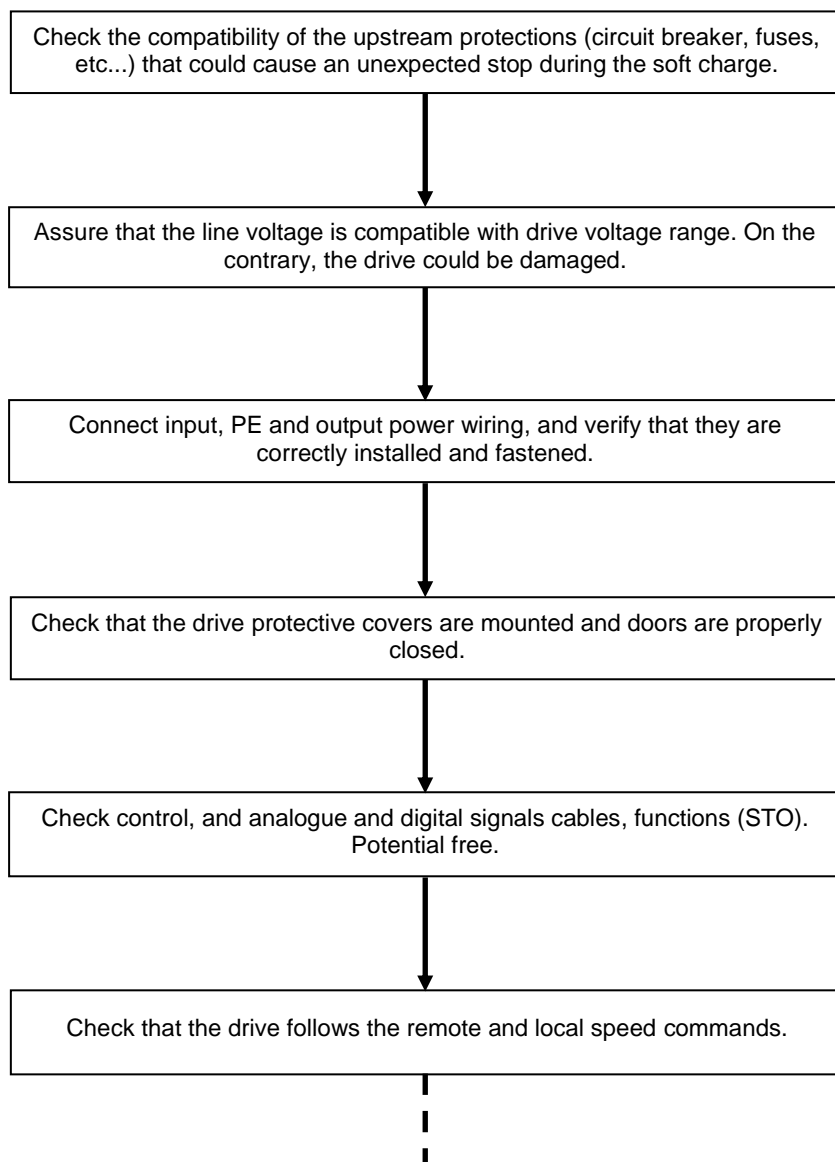 Check the compatibility of the upstream protections (circuit breaker, fuses,
etc...) that could cause an unexpected stop during the soft charge.
Assure that the line voltage is compatible with drive voltage range. On the
contrary, the drive could be damaged.
Connect input, PE and output power wiring, and verify that they are
correctly installed and fastened.
Check that the drive protective covers are mounted and doors are properly
closed.
Check control, and analogue and digital signals cables, functions (STO).
Potential free.
Check that the drive follows the remote and local speed commands.